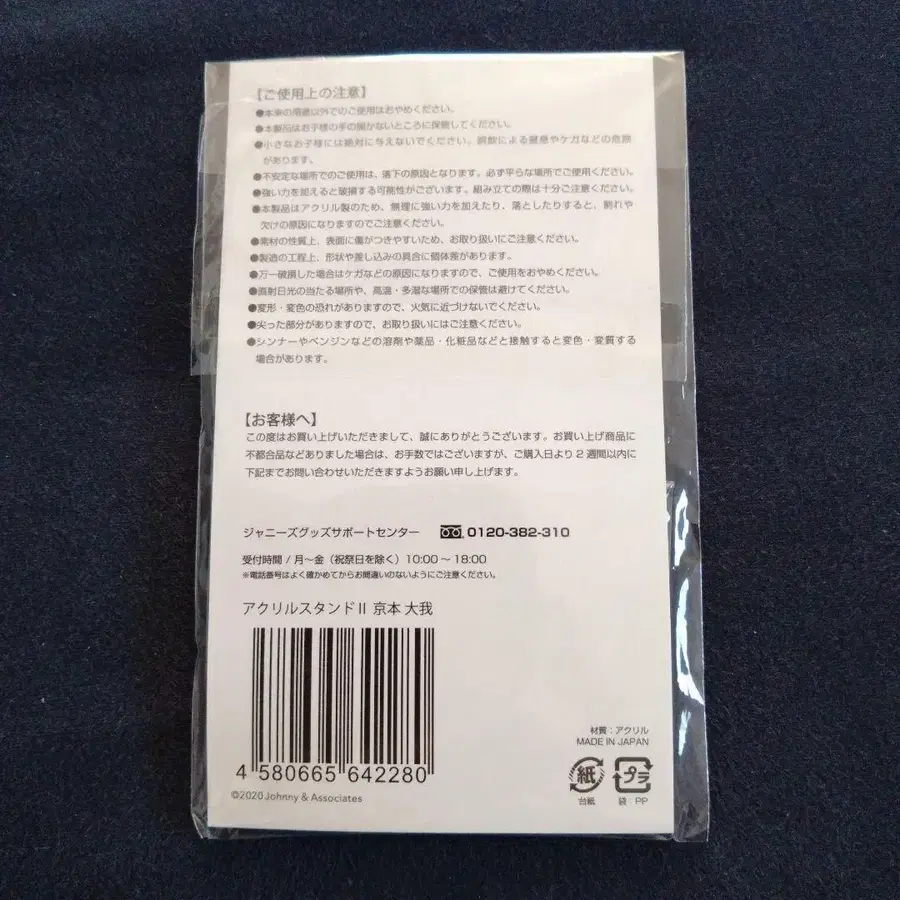 【ご使用上の注意】
●本来の用途以外でのご使用はおやめください。
●本製品はお子様の手の届かないところに保管してください。
●小さなお子様には絶対に与えないでください。誤飲による窒息やケガなどの危険
があります。
●不安定な場所でのご使用は、落下の原因となります。必ず平らな場所でご使用ください。
●強い力を加えると破損する可能性がございます。組み立ての際は十分ご注意ください。
●本製品はアクリル製のため、無理に強い力を加えたり、落としたりすると、割れや
欠けの原因になりますのでご注意ください。
●素材の性質上、表面に傷がつきやすいため、お取り扱いにご注意ください。
●製造の工程上、形状や差し込みの具合に個体差があります。
●万一破損した場合はケガなどの原因になりますので、ご使用をおやめください。
●直射日光の当たる場所や、高温・多湿な場所での保管は避けてください。
●変形・変色の恐れがありますので、火気に近づけないでください。
●尖った部分がありますので、お取り扱いにはご注意ください。
●シンナーやベンジンなどの溶剤や薬品・化粧品などと接触すると変色・変質する
場合があります。
【お客様へ】
この度はお買い上げいただきまして、誠にありがとうございます。お買い上げ商品に
不都合品などありました場合は、お手数ではございますが、ご購入日より2週間以内に
下記までお問い合わせいただきますようお願い申し上げます。
ジャニーズグッズサポートセンター 0120-382-310
受付時間 / 月～金（祝祭日を除く）10:00～18:00
※電話番号はよく確かめてからお間違いのないようにご注意ください。
アクリルスタンドⅡ 京本 大我
4 580665 642280
©2020 Johnny & Associates
材質：アクリル
MADE IN JAPAN
紙 プラ
台紙 袋：PP